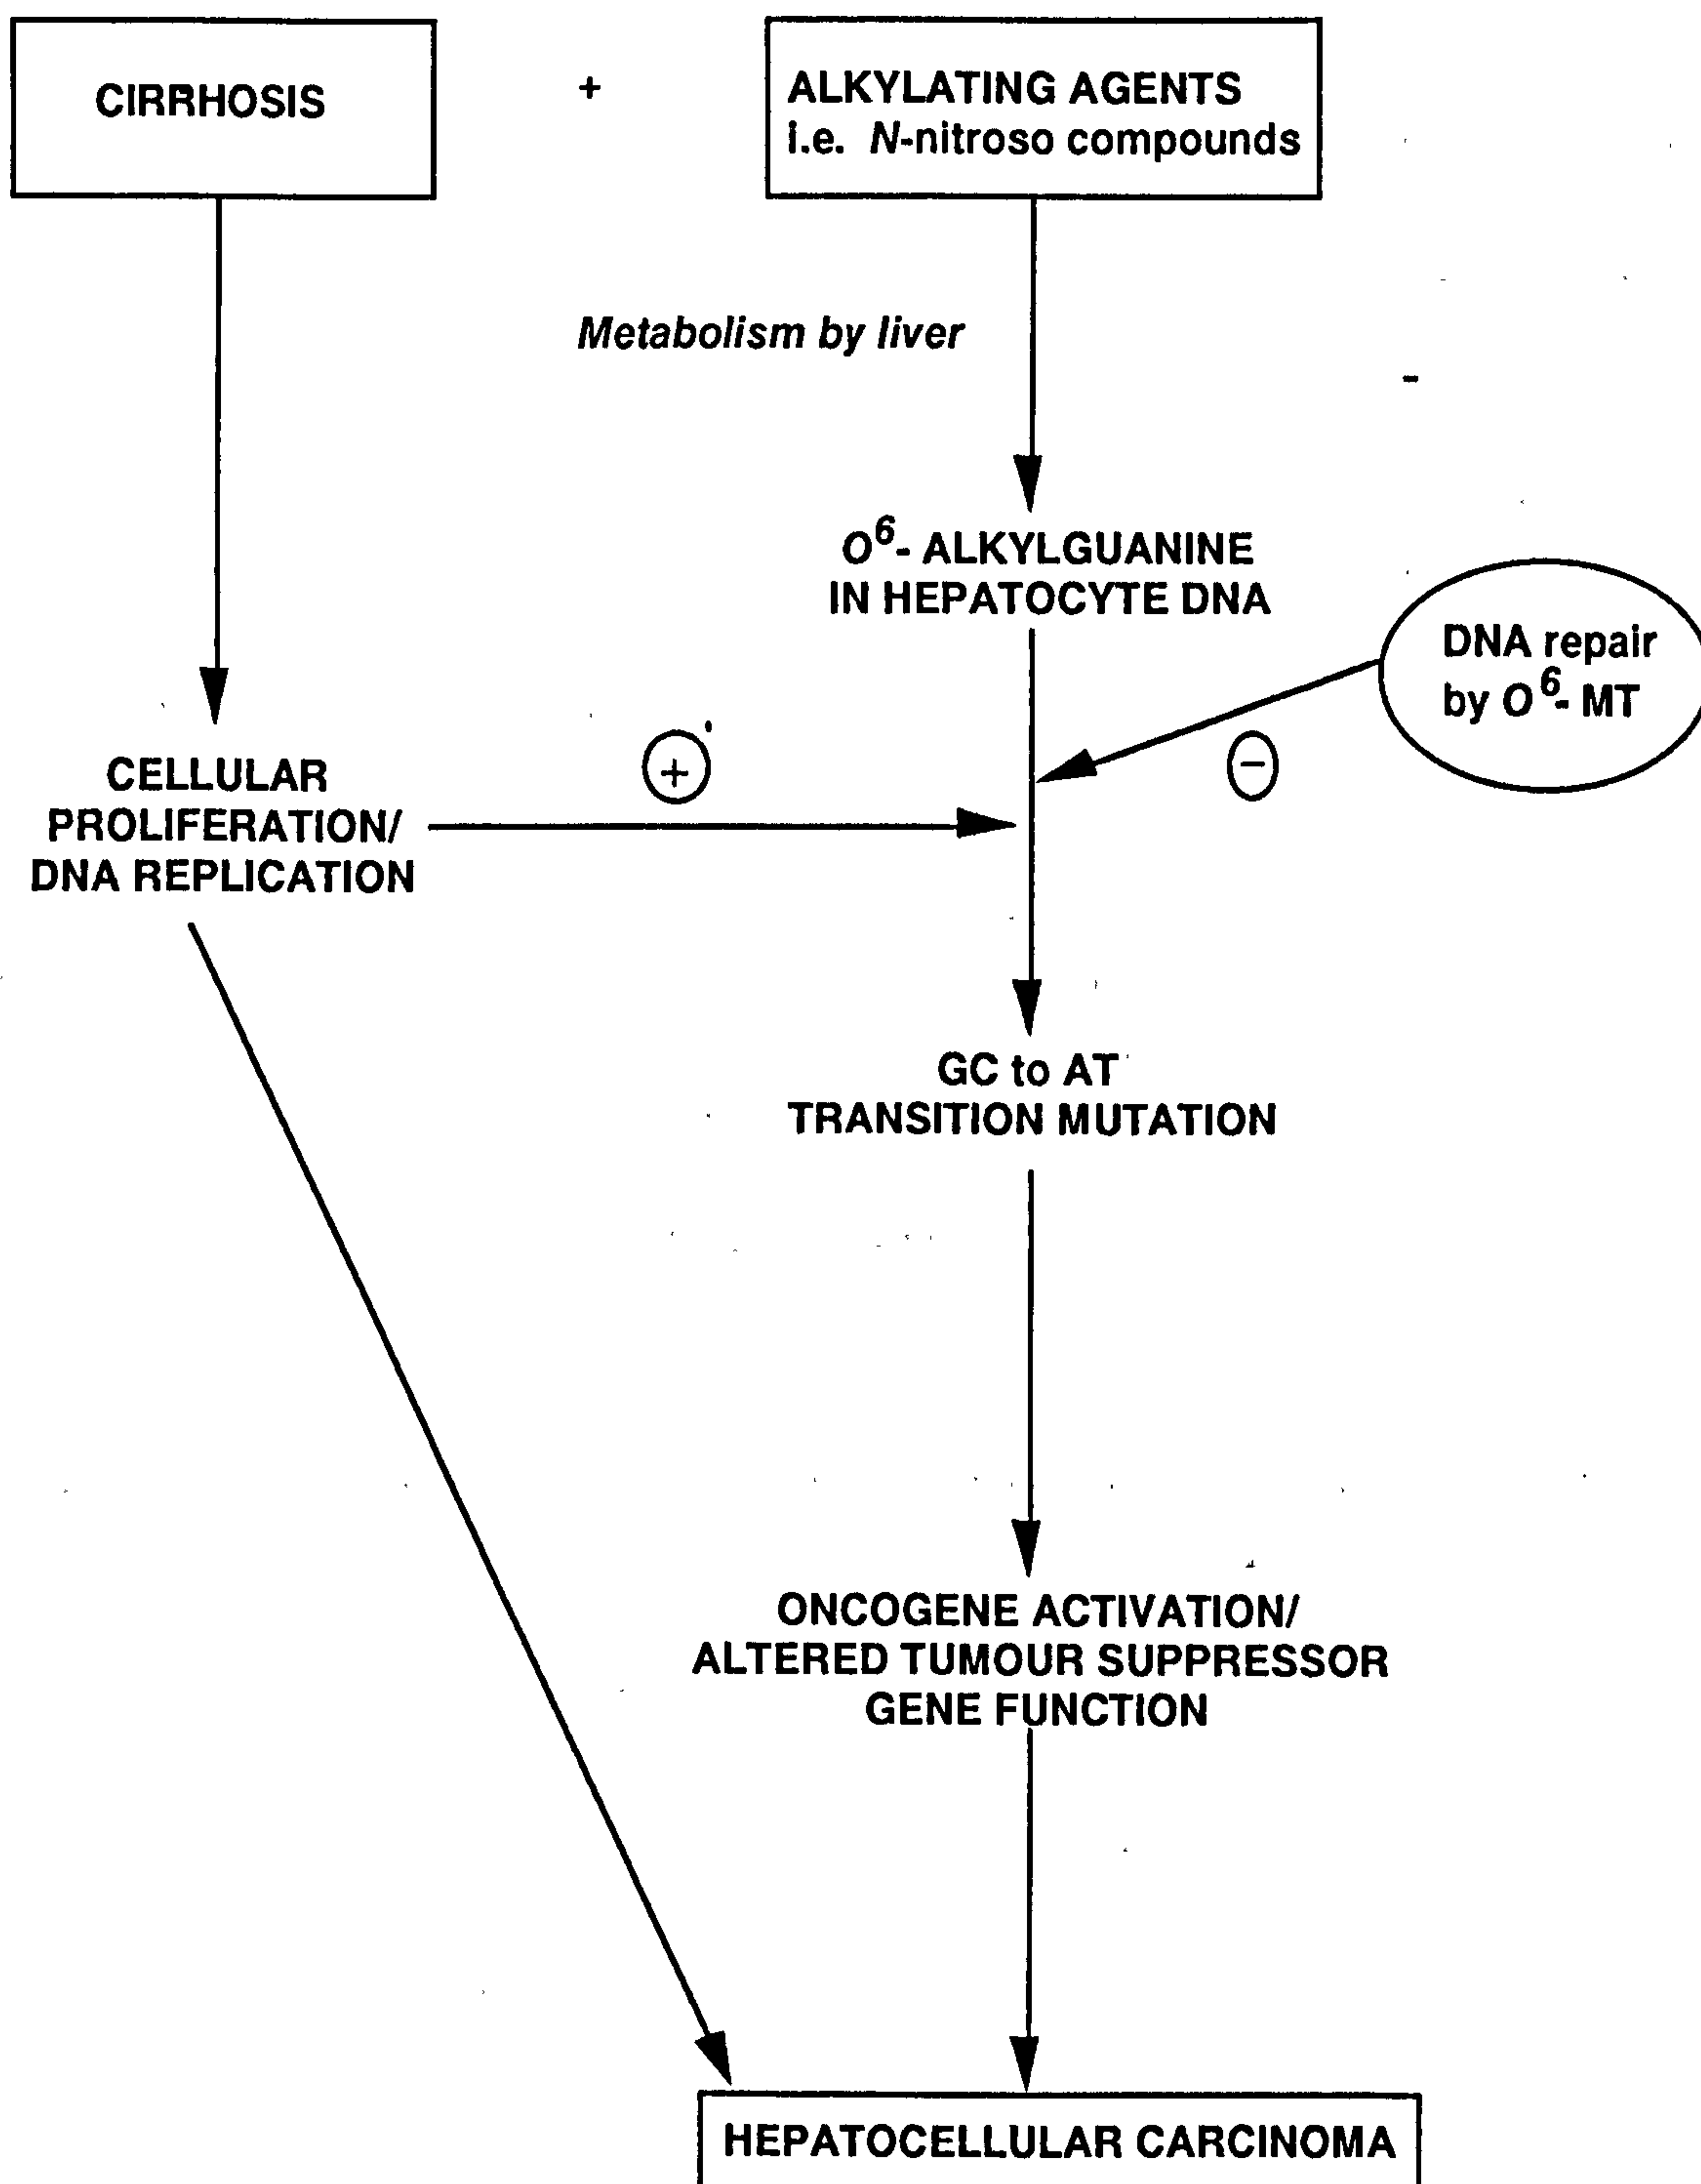 CIRRHOSIS
+
ALKYLATING AGENTS
i.e. N-nitroso compounds
Metabolism by liver
-
O⁶- ALKYLGUANINE
IN HEPATOCYTE DNA
DNA repair
by O⁶- MT
CELLULAR
PROLIFERATION/
DNA REPLICATION
+
−
GC to AT
TRANSITION MUTATION
ONCOGENE ACTIVATION/
ALTERED TUMOUR SUPPRESSOR
GENE FUNCTION
HEPATOCELLULAR CARCINOMA